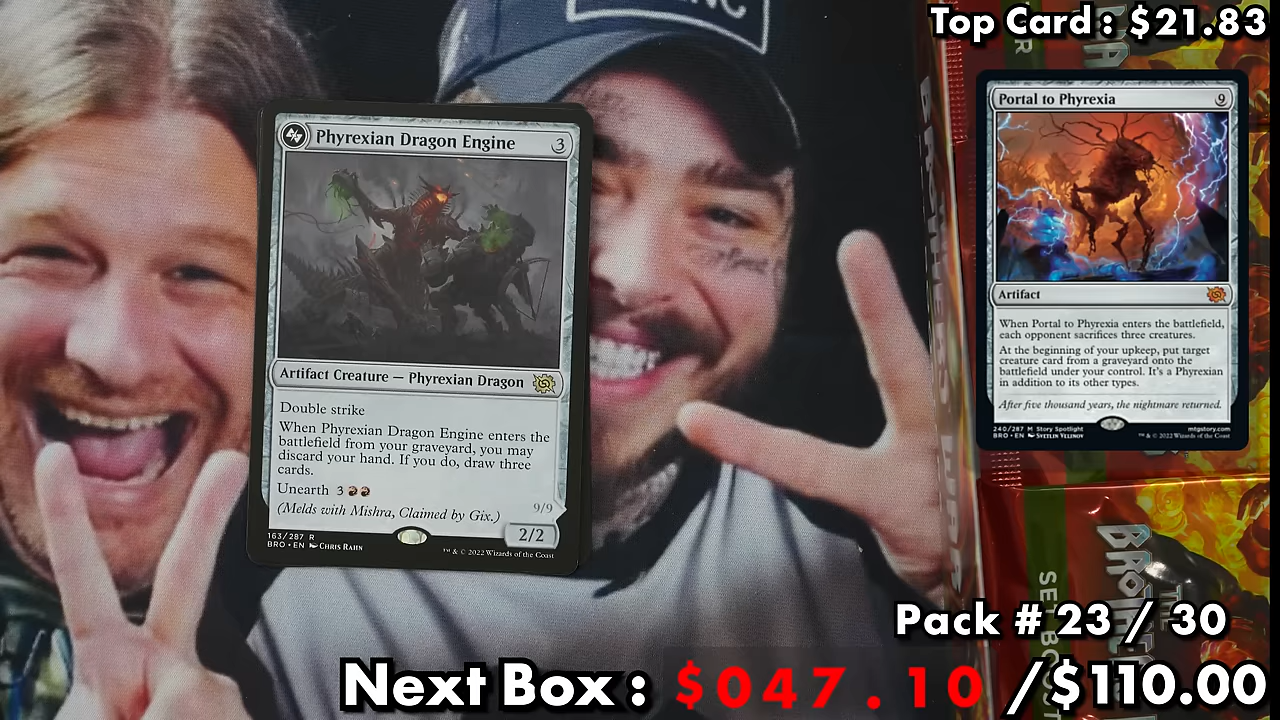 Top Card : $21.83
Phyrexian Dragon Engine 3
Artifact Creature — Phyrexian Dragon
Double strike
When Phyrexian Dragon Engine the
battlefield from your graveyard, you may
discard your hand. If you do, draw three
cards.
Unearth 3
(Melds with Mishra, Claimed by Gix.)
9/9
2/2
163/287 R
BRO • EN CHRIS RAHN
™ & © 2022 Wizards of the Coast
Portal to Phyrexia 9
Artifact
When Portal to Phyrexia enters the battlefield,
each opponent sacrifices three creatures.
At the beginning of your upkeep, put target
creature card from a graveyard onto the
battlefield under your control. It's a Phyrexian
in addition to its other types.
After five thousand years, the nightmare returned.
240/287 M Story Spotlight
BRO • EN SVETLIN VELINOV
mtgstory.com
™ & © 2022 Wizards of the Coast
Pack # 23 / 30
Next Box : $047.10 /$110.00